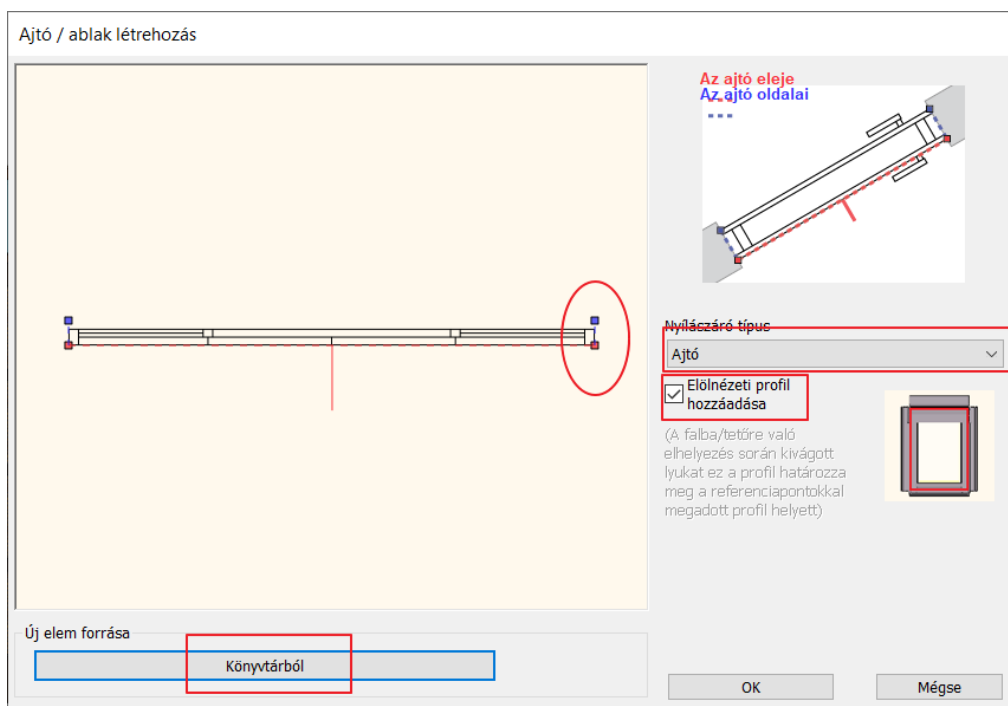 Ajtó / ablak létrehozás
Az ajtó eleje
Az ajtó oldalai
Nyílászáró típus
Ajtó
Elölnézeti profil
hozzáadása
(A falba/tetőre való
elhelyezés során kivágott
lyukat ez a profil határozza
meg a referenciapontokkal
megadott profil helyett)
Új elem forrása
Könyvtárból
OK
Mégse